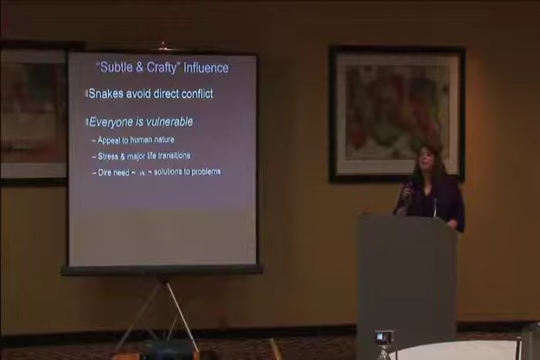 "Subtle & Crafty" Influence
Snakes avoid direct conflict
Everyone is vulnerable
– Appeal to human nature
– Stress & major life transitions
– Dire need ~ vs. ~ solutions to problems